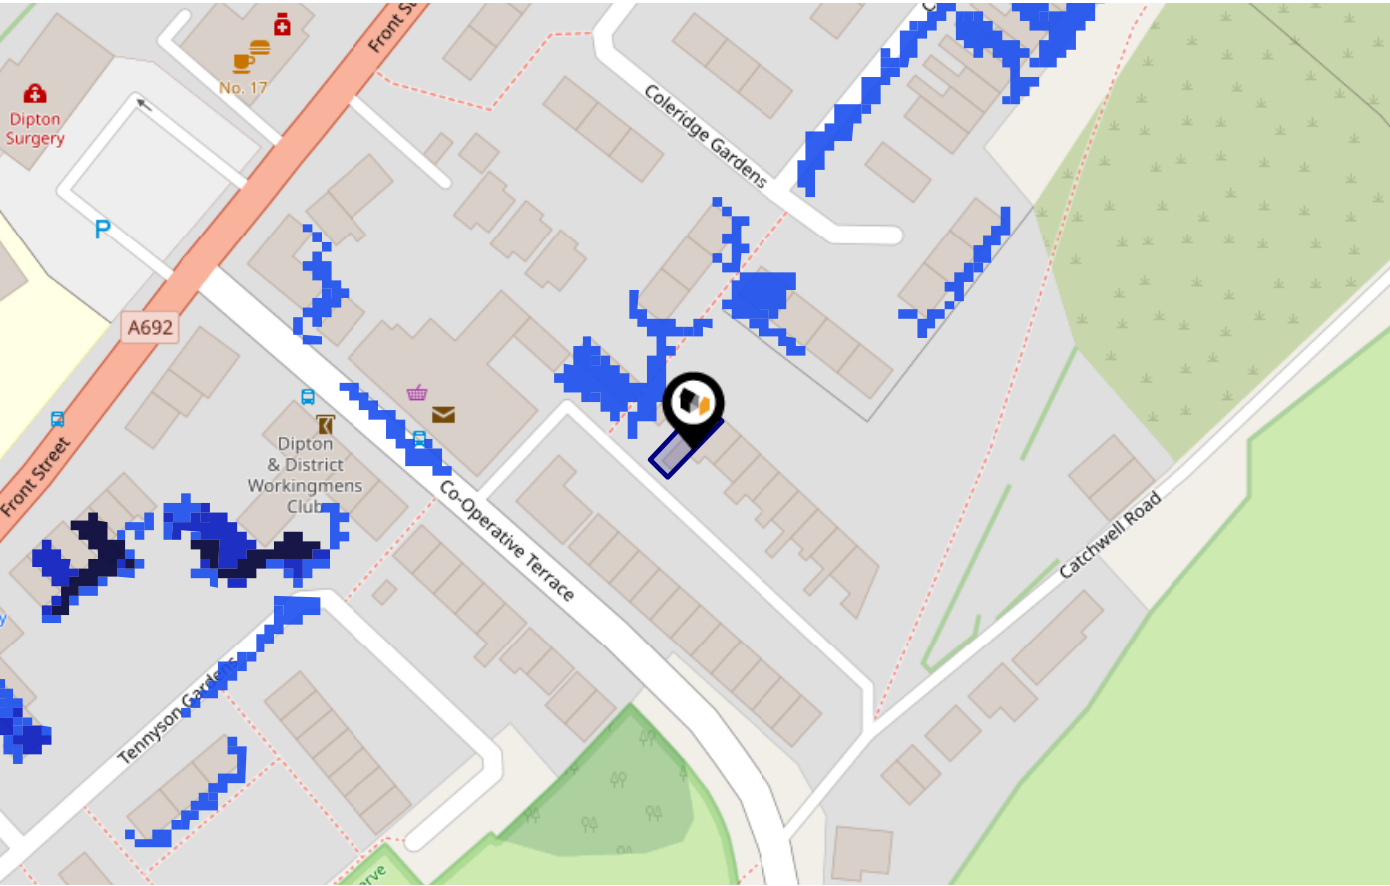 Front S
No. 17
Dipton
Surgery
Coleridge Gardens
C
P
A692
Dipton
& District
Workingmens
Club
Front Street
Co-Operative Terrace
Catchwell Road
Tennyson Gardens
y
erve